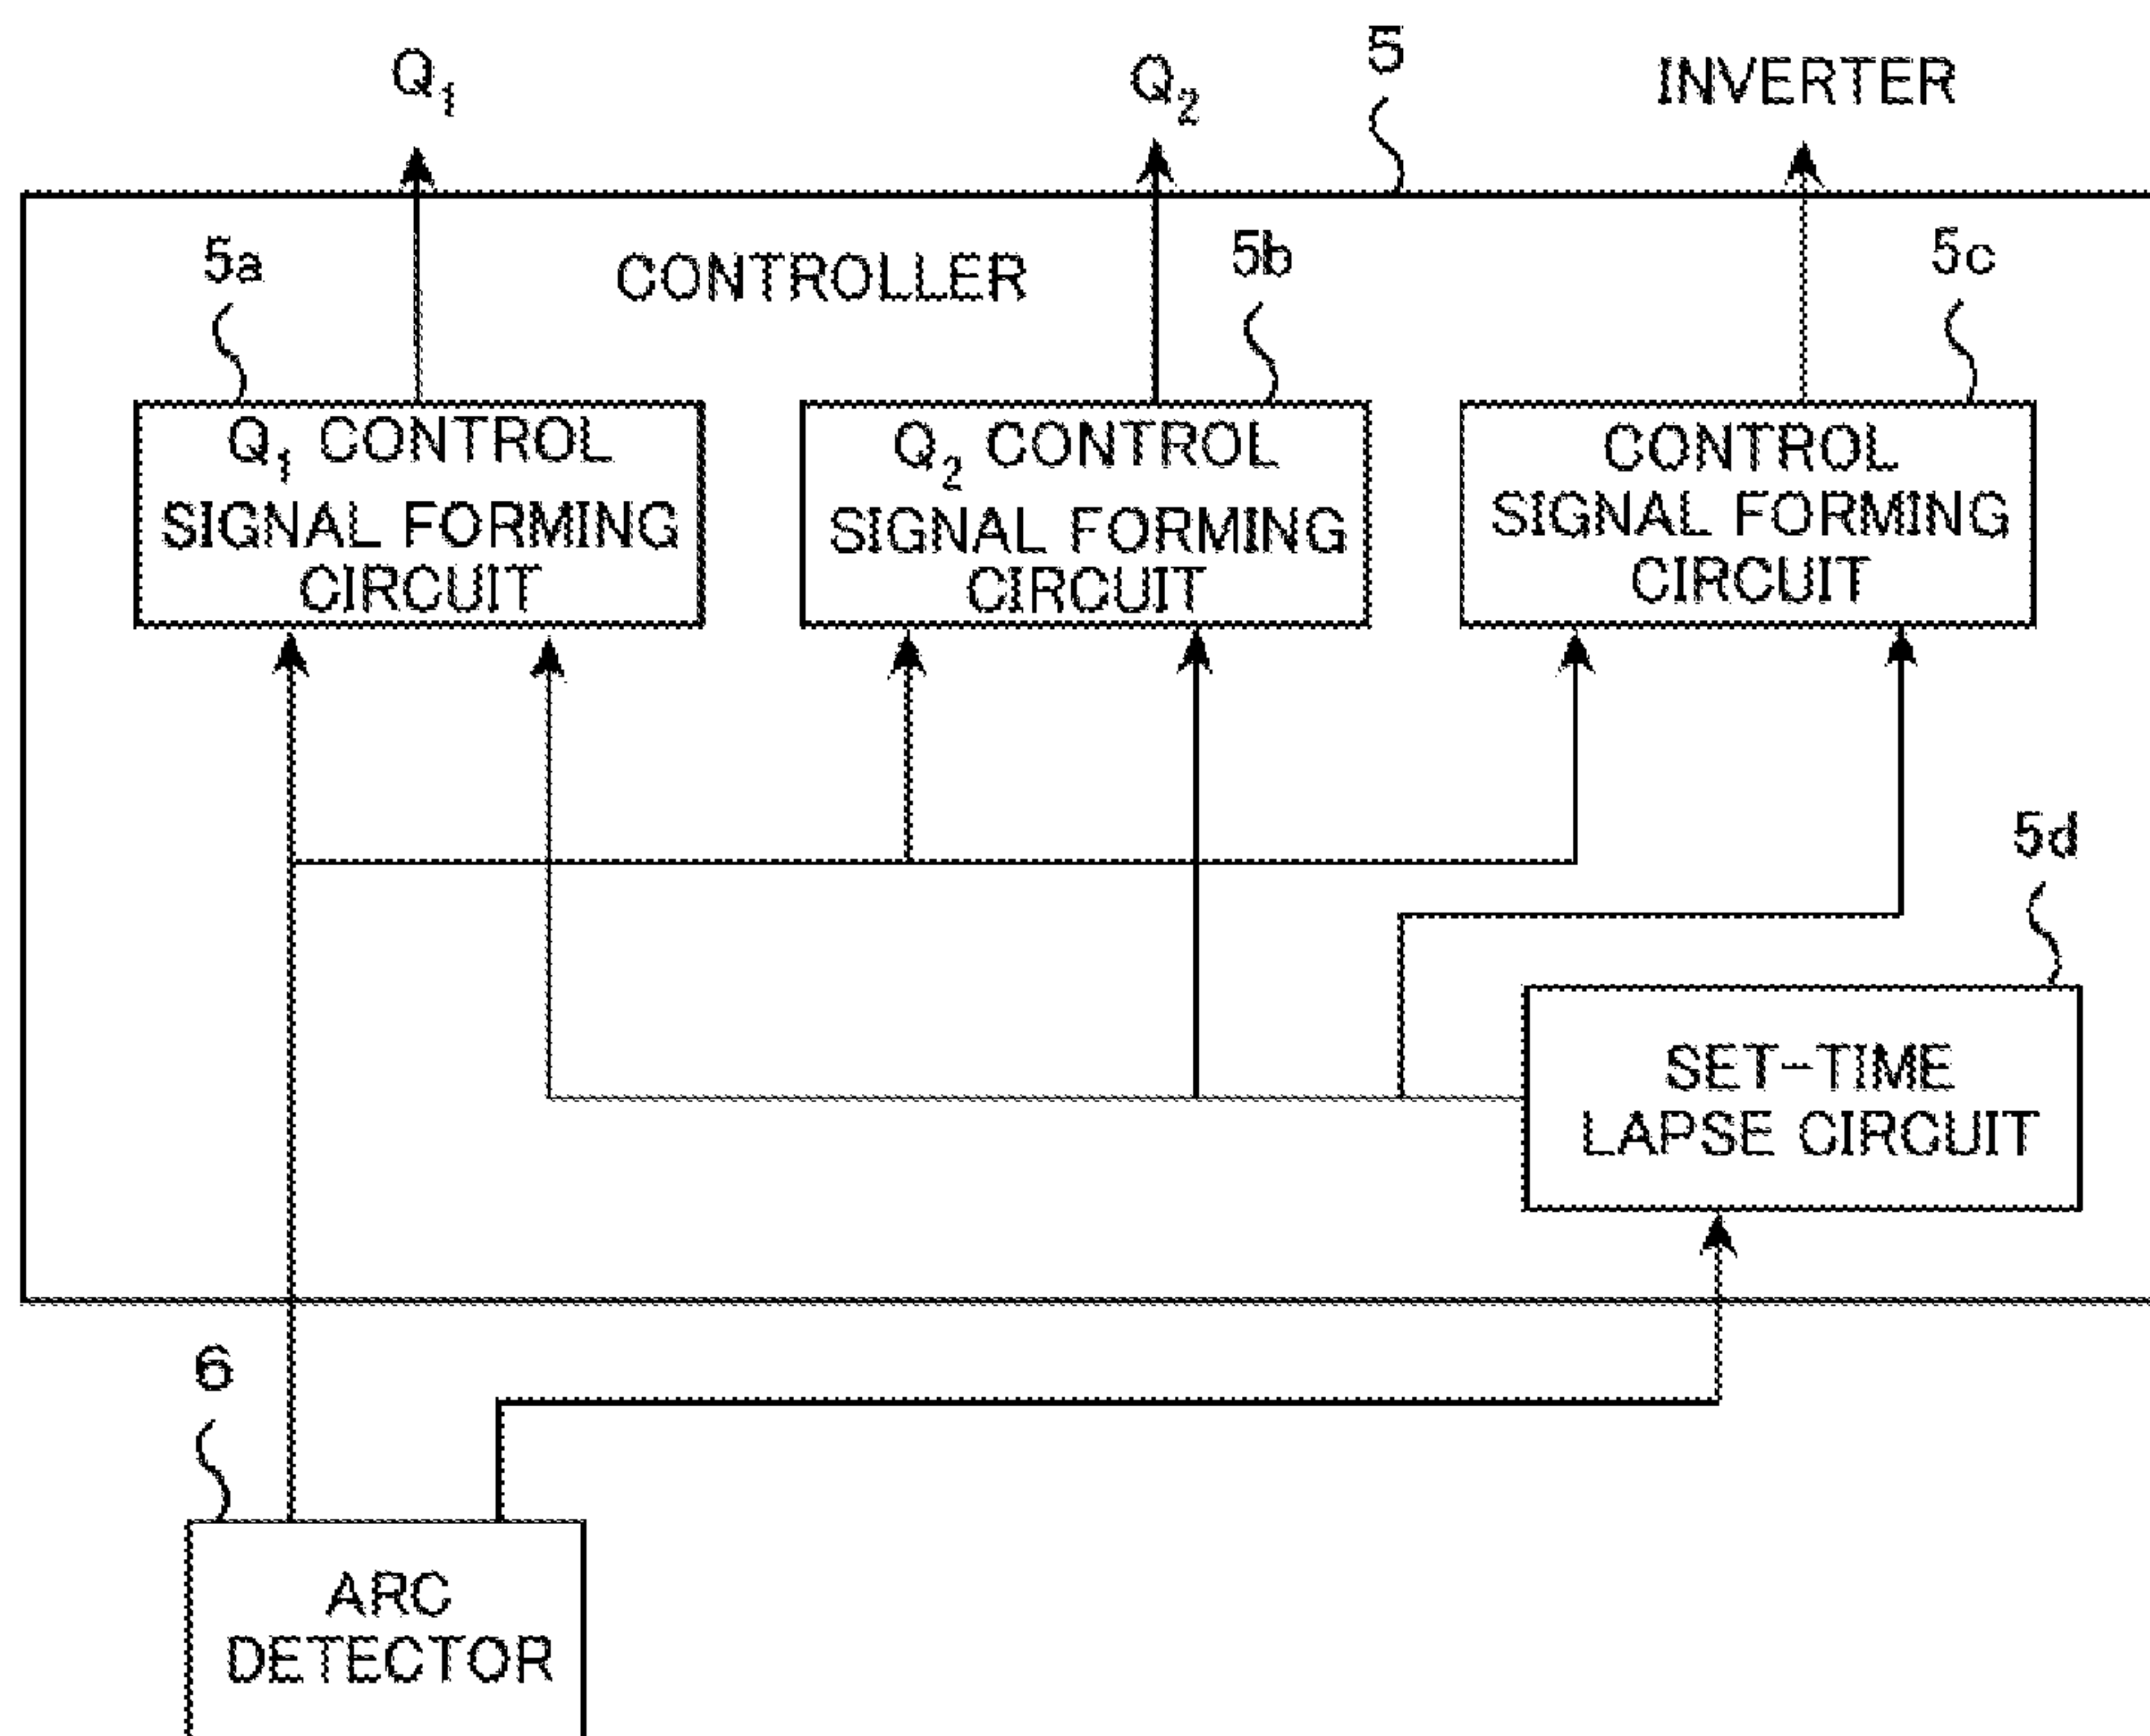 Q1
Q2
5
INVERTER
5a
CONTROLLER
5b
5c
Q1 CONTROL
SIGNAL FORMING
CIRCUIT
Q2 CONTROL
SIGNAL FORMING
CIRCUIT
CONTROL
SIGNAL FORMING
CIRCUIT
5d
SET-TIME
LAPSE CIRCUIT
6
ARC
DETECTOR